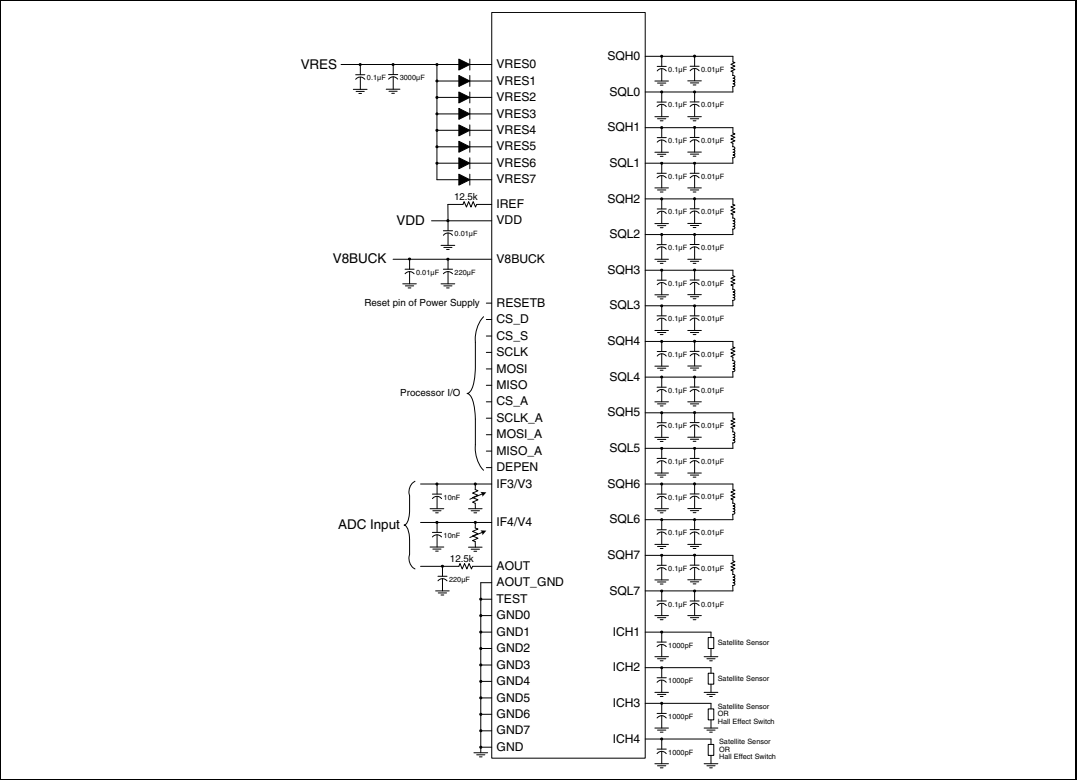 VRES
0.1µF
3000µF
VRES0
VRES1
VRES2
VRES3
VRES4
VRES5
VRES6
VRES7
12.5k
IREF
VDD
VDD
0.01µF
V8BUCK
V8BUCK
0.01µF
220µF
Reset pin of Power Supply
RESETB
CS_D
CS_S
SCLK
MOSI
MISO
Processor I/O
CS_A
SCLK_A
MOSI_A
MISO_A
DEPEN
IF3/V3
10nF
ADC Input
IF4/V4
10nF
12.5k
AOUT
220µF
AOUT_GND
TEST
GND0
GND1
GND2
GND3
GND4
GND5
GND6
GND7
GND
SQH0
0.1µF
0.01µF
SQL0
0.1µF
0.01µF
SQH1
0.1µF
0.01µF
SQL1
0.1µF
0.01µF
SQH2
0.1µF
0.01µF
SQL2
0.1µF
0.01µF
SQH3
0.1µF
0.01µF
SQL3
0.1µF
0.01µF
SQH4
0.1µF
0.01µF
SQL4
0.1µF
0.01µF
SQH5
0.1µF
0.01µF
SQL5
0.1µF
0.01µF
SQH6
0.1µF
0.01µF
SQL6
0.1µF
0.01µF
SQH7
0.1µF
0.01µF
SQL7
0.1µF
0.01µF
ICH1
1000pF
Satellite Sensor
ICH2
1000pF
Satellite Sensor
ICH3
1000pF
Satellite Sensor
OR
Hall Effect Switch
ICH4
1000pF
Satellite Sensor
OR
Hall Effect Switch